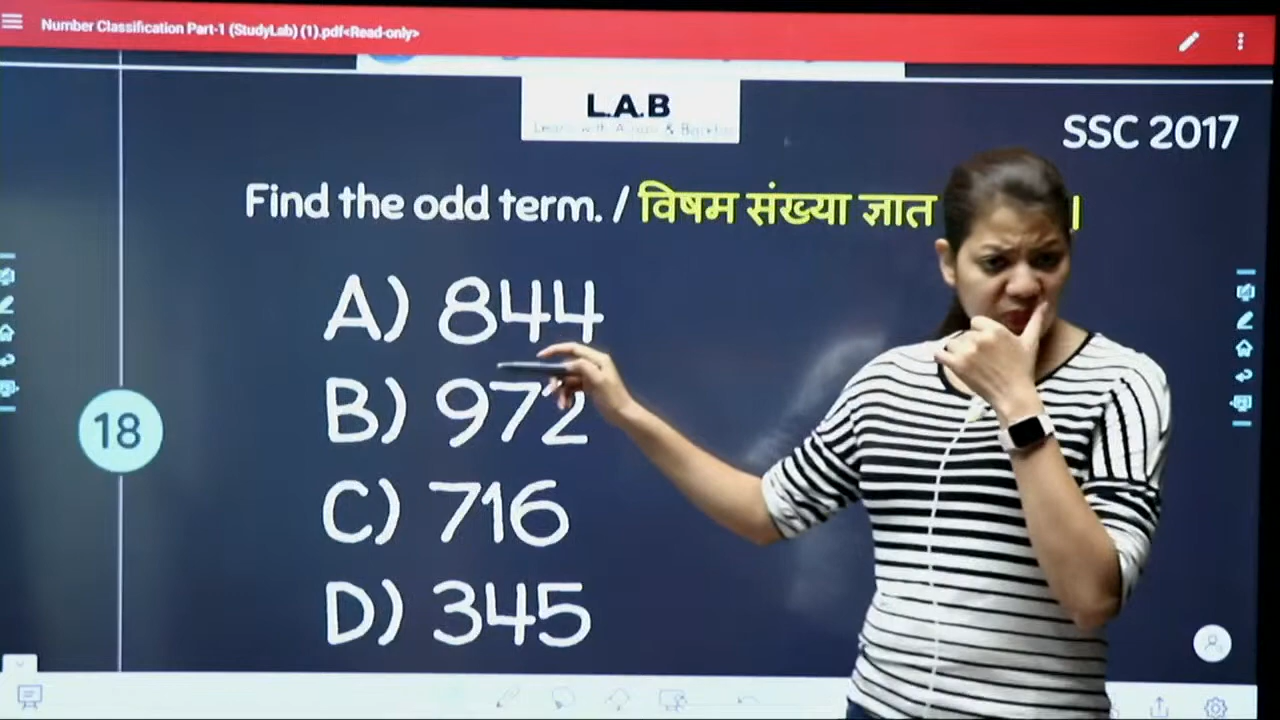 Number Classification Part-1 (StudyLab) (1).pdf<Read-only>
L.A.B
SSC 2017
Find the odd term. / विषम संख्या ज्ञात ।
A) 844
B) 972
C) 716
D) 345
18